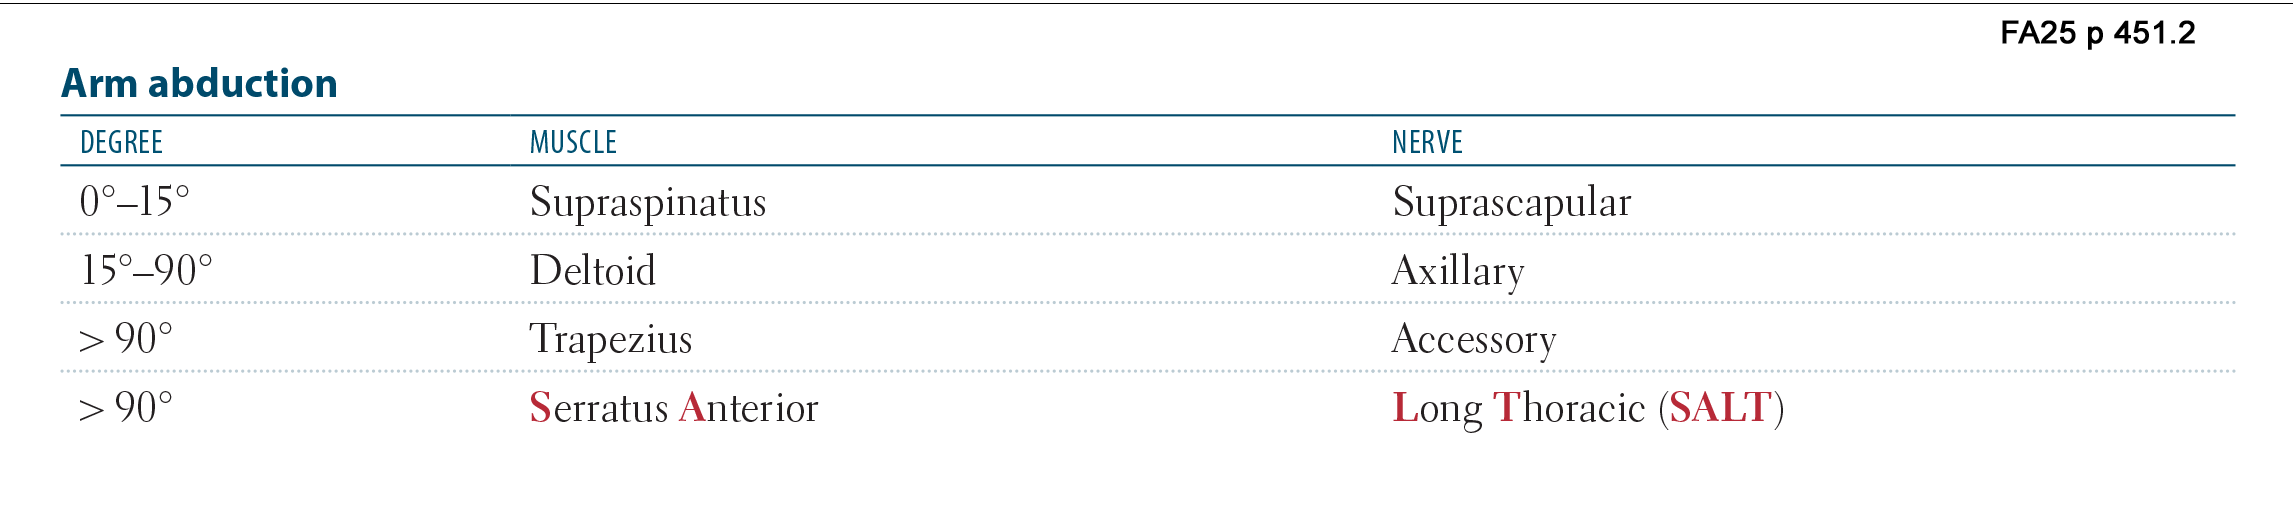 FA25 p 451.2
Arm abduction
DEGREE MUSCLE NERVE
0°–15° Supraspinatus Suprascapular
15°–90° Deltoid Axillary
> 90° Trapezius Accessory
> 90° Serratus Anterior Long Thoracic (SALT)